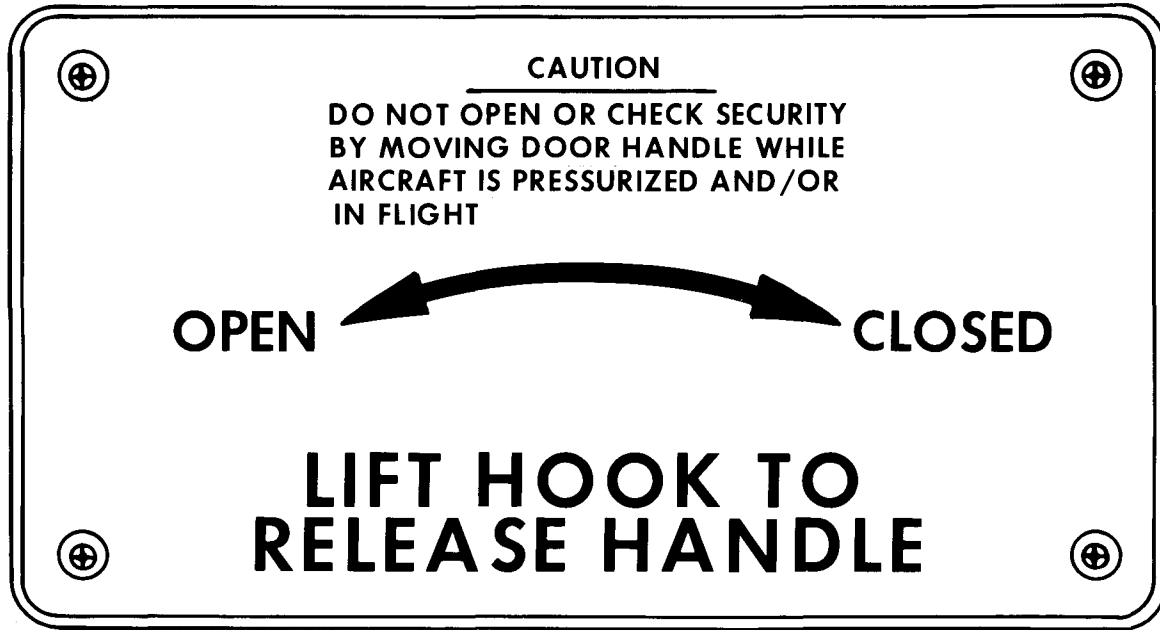 CAUTION
DO NOT OPEN OR CHECK SECURITY
BY MOVING DOOR HANDLE WHILE
AIRCRAFT IS PRESSURIZED AND/OR
IN FLIGHT
OPEN CLOSED
LIFT HOOK TO
RELEASE HANDLE